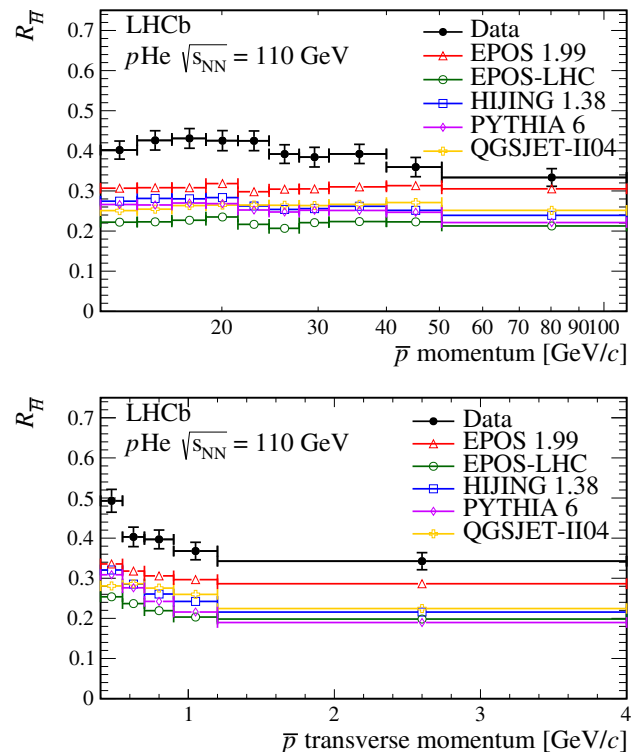 R_H̅
LHCb
pHe √s_NN = 110 GeV
Data
EPOS 1.99
EPOS-LHC
HIJING 1.38
PYTHIA 6
QGSJET-II04
0.7
0.6
0.5
0.4
0.3
0.2
0.1
0
20 30 40 50 60 70 80 90 100
p̅ momentum [GeV/c]
R_H̅
LHCb
pHe √s_NN = 110 GeV
Data
EPOS 1.99
EPOS-LHC
HIJING 1.38
PYTHIA 6
QGSJET-II04
0.7
0.6
0.5
0.4
0.3
0.2
0.1
0
1 2 3 4
p̅ transverse momentum [GeV/c]